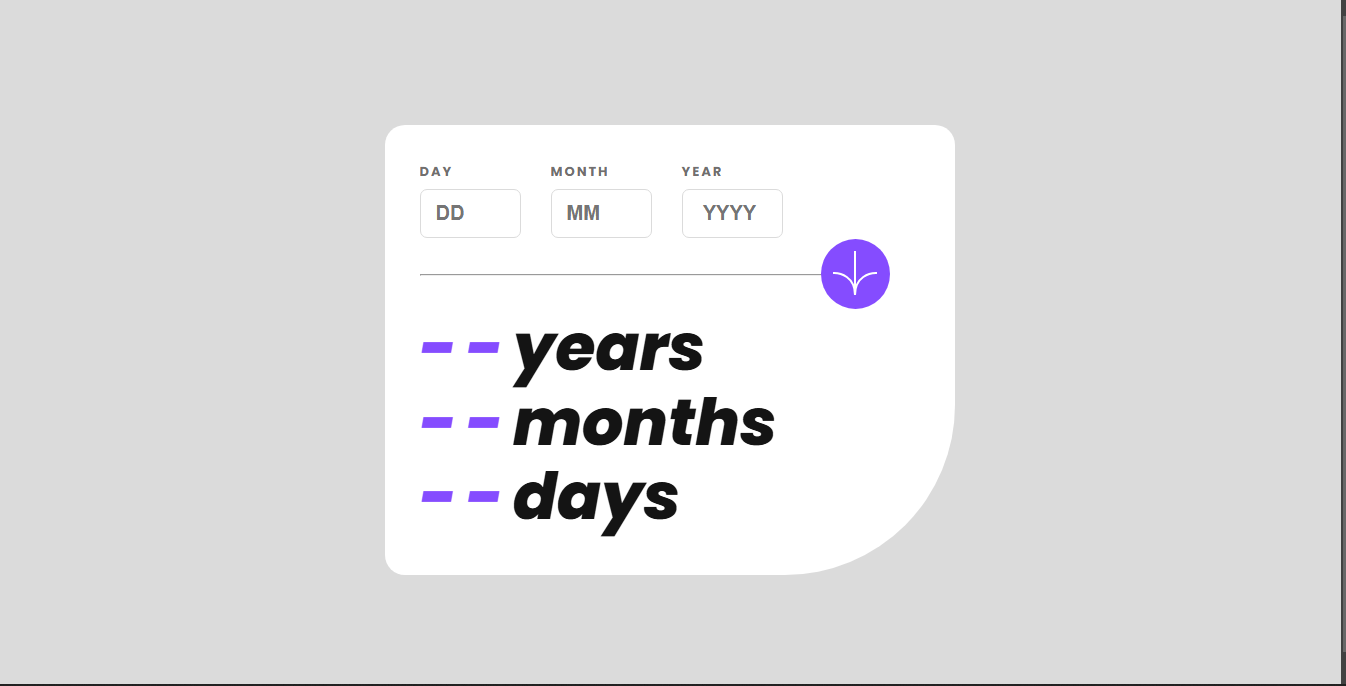 DAY MONTH YEAR
DD MM YYYY
-- years
-- months
-- days